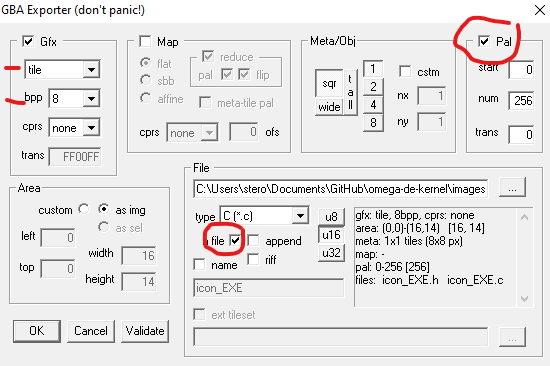 GBA Exporter (don't panic!)
Gfx
tile
bpp 8
cprs none
trans FF00FF
Map
flat
sbb
affine
reduce
pal flip
meta-tile pal
cprs none 0 ofs
Meta/Obj
sqr
wide
tall
1
2
4
8
cstm
nx 1
ny 1
Pal
start 0
num 256
trans 0
Area
custom as img
as sel
left 0
top 0
width 16
height 14
File
C:\Users\stero\Documents\GitHub\omega-de-kernel\images
...
type C (*.c)
file append
name riff
icon_EXE
u8
u16
u32
gfx: tile, 8bpp, cprs: none
area: (0,0)-(16,14) [16, 14]
meta: 1x1 tiles (8x8 px)
map: -
pal: 0-256 [256]
files: icon_EXE.h icon_EXE.c
ext tileset
...
OK Cancel Validate